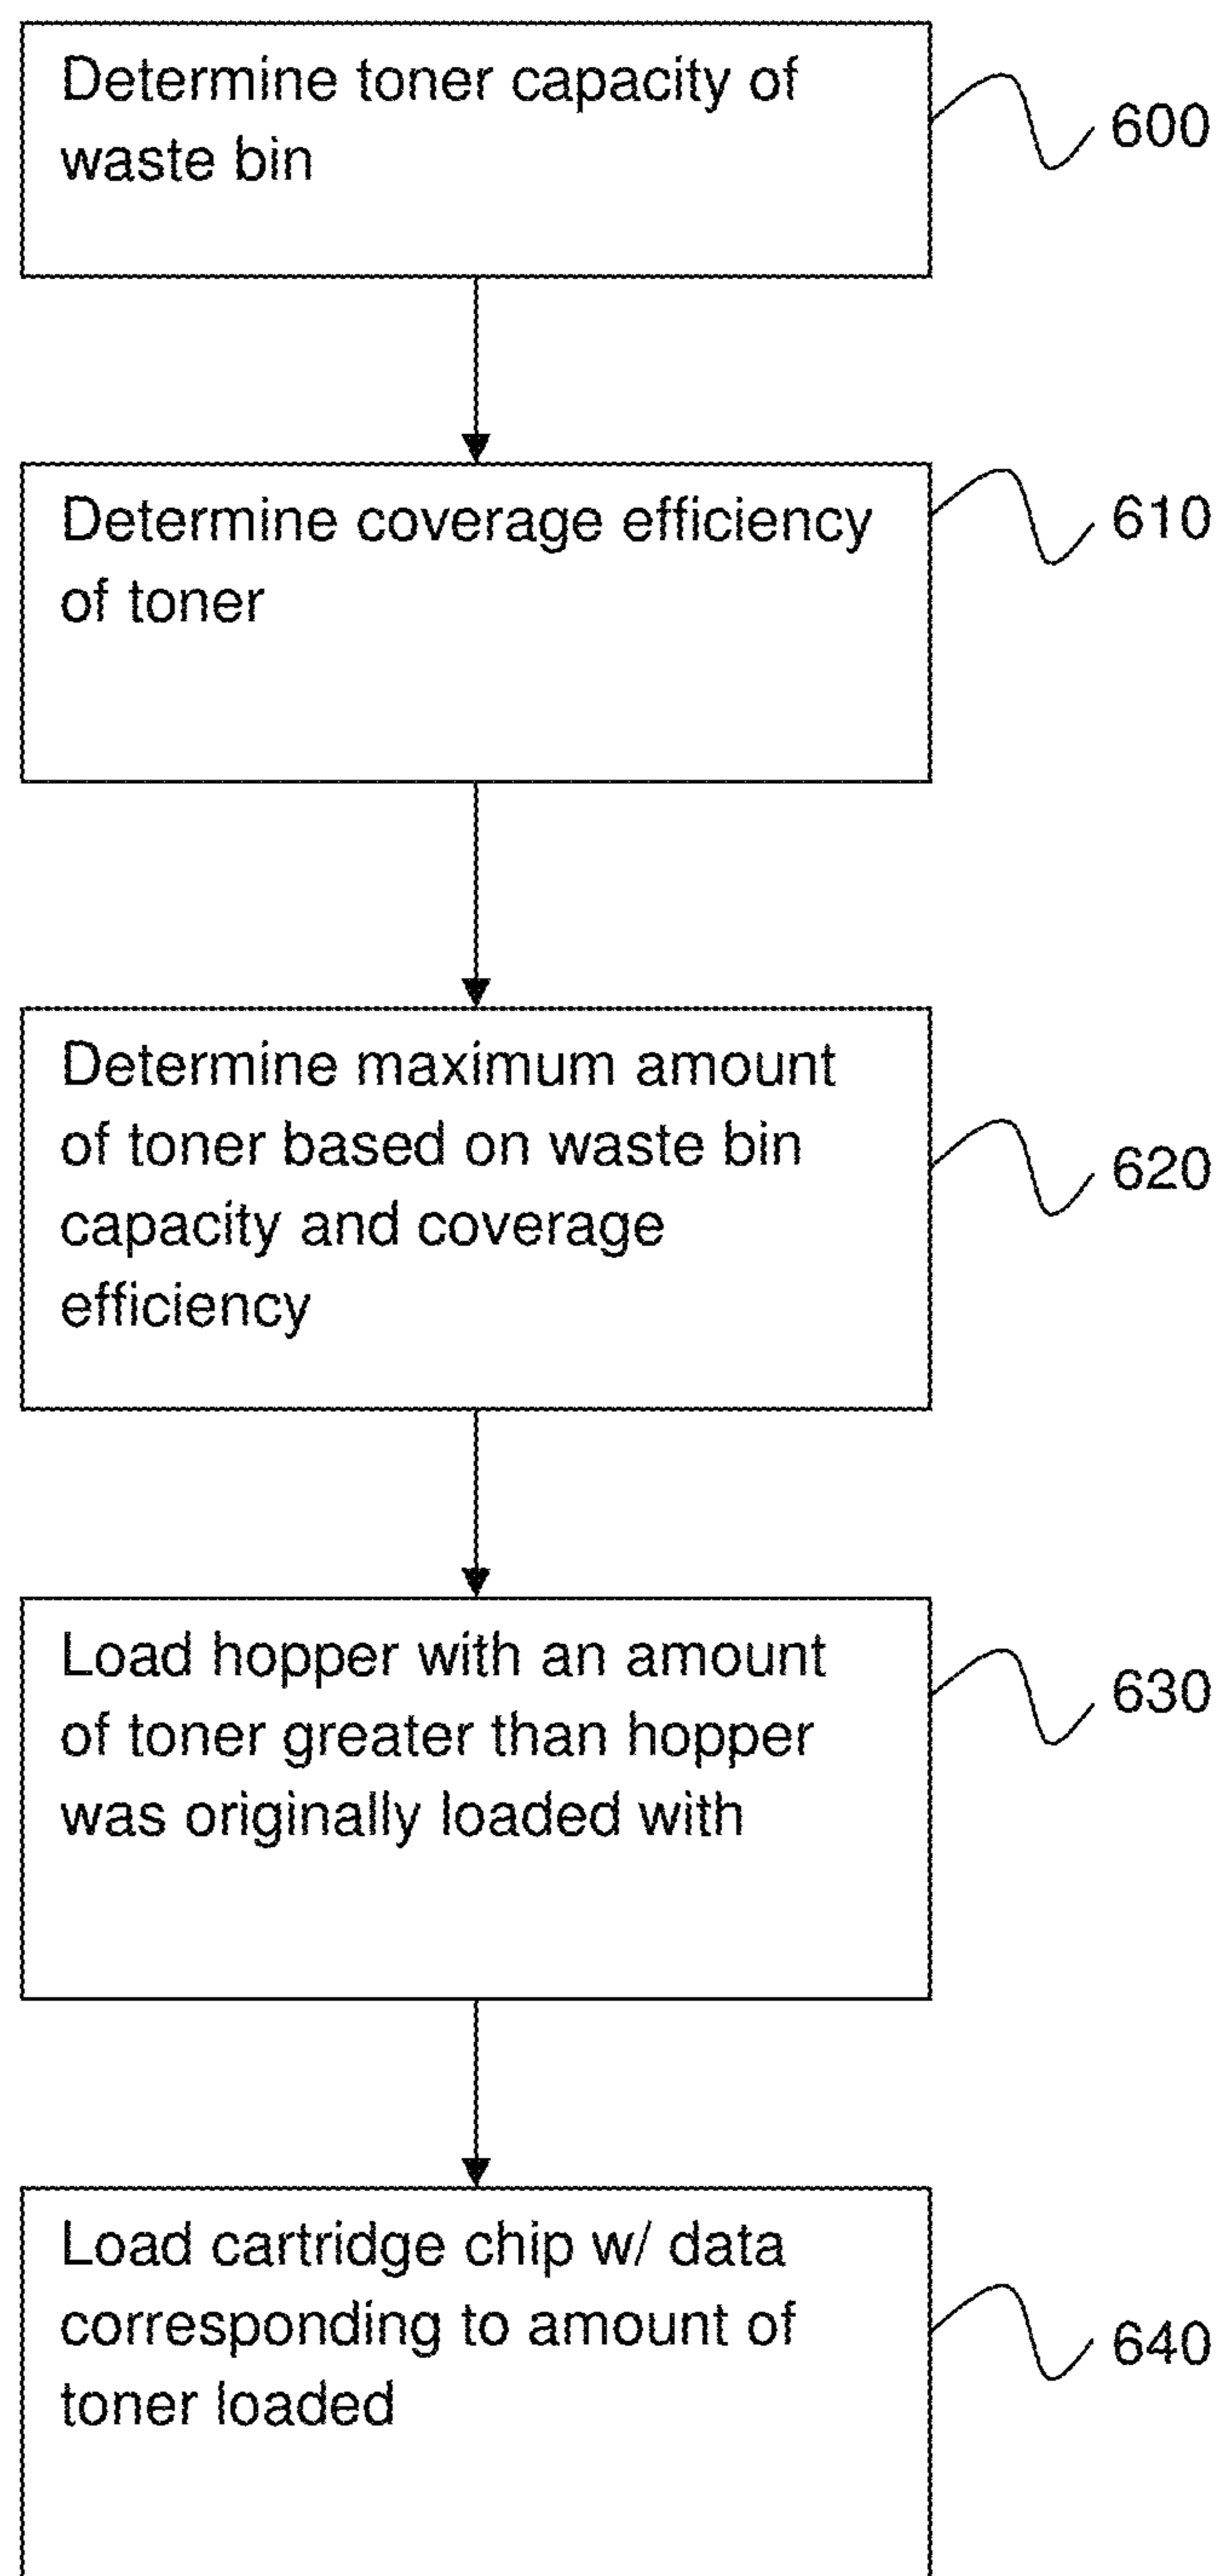 Determine toner capacity of
waste bin
600
Determine coverage efficiency
of toner
610
Determine maximum amount
of toner based on waste bin
capacity and coverage
efficiency
620
Load hopper with an amount
of toner greater than hopper
was originally loaded with
630
Load cartridge chip w/ data
corresponding to amount of
toner loaded
640